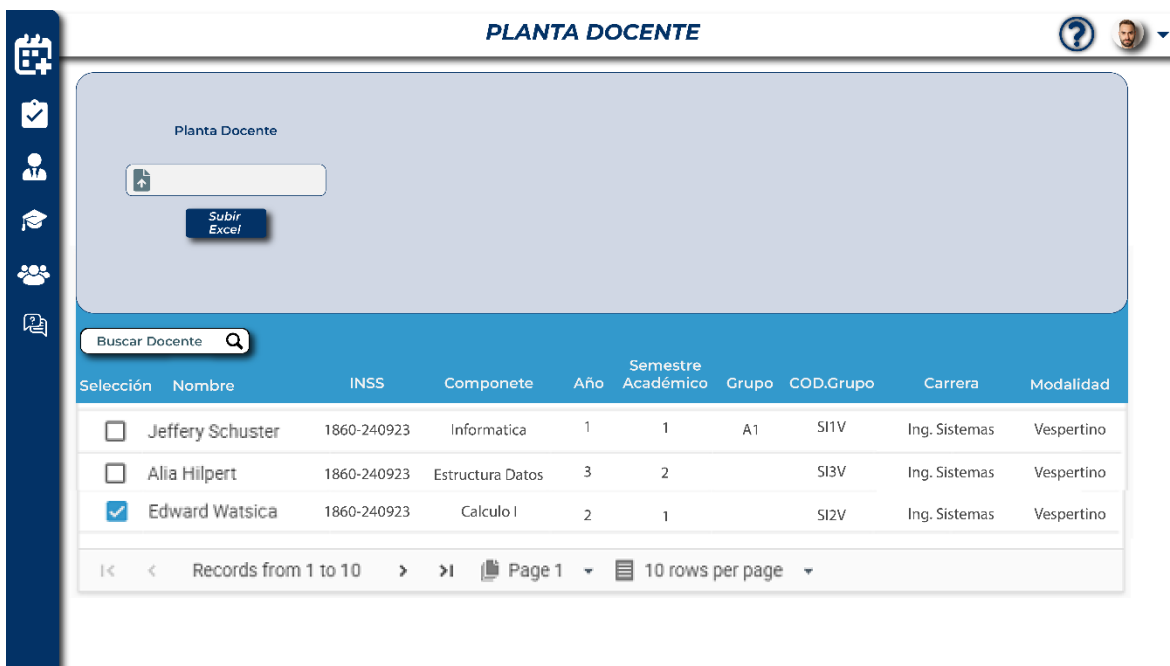 PLANTA DOCENTE
Planta Docente
Subir
Excel
Buscar Docente
Selección Nombre INSS Componete Año Semestre Académico Grupo COD.Grupo Carrera Modalidad
Jeffery Schuster 1860-240923 Informatica 1 1 A1 SI1V Ing. Sistemas Vespertino
Alia Hilpert 1860-240923 Estructura Datos 3 2 SI3V Ing. Sistemas Vespertino
Edward Watsica 1860-240923 Calculo I 2 1 SI2V Ing. Sistemas Vespertino
Records from 1 to 10 Page 1 10 rows per page